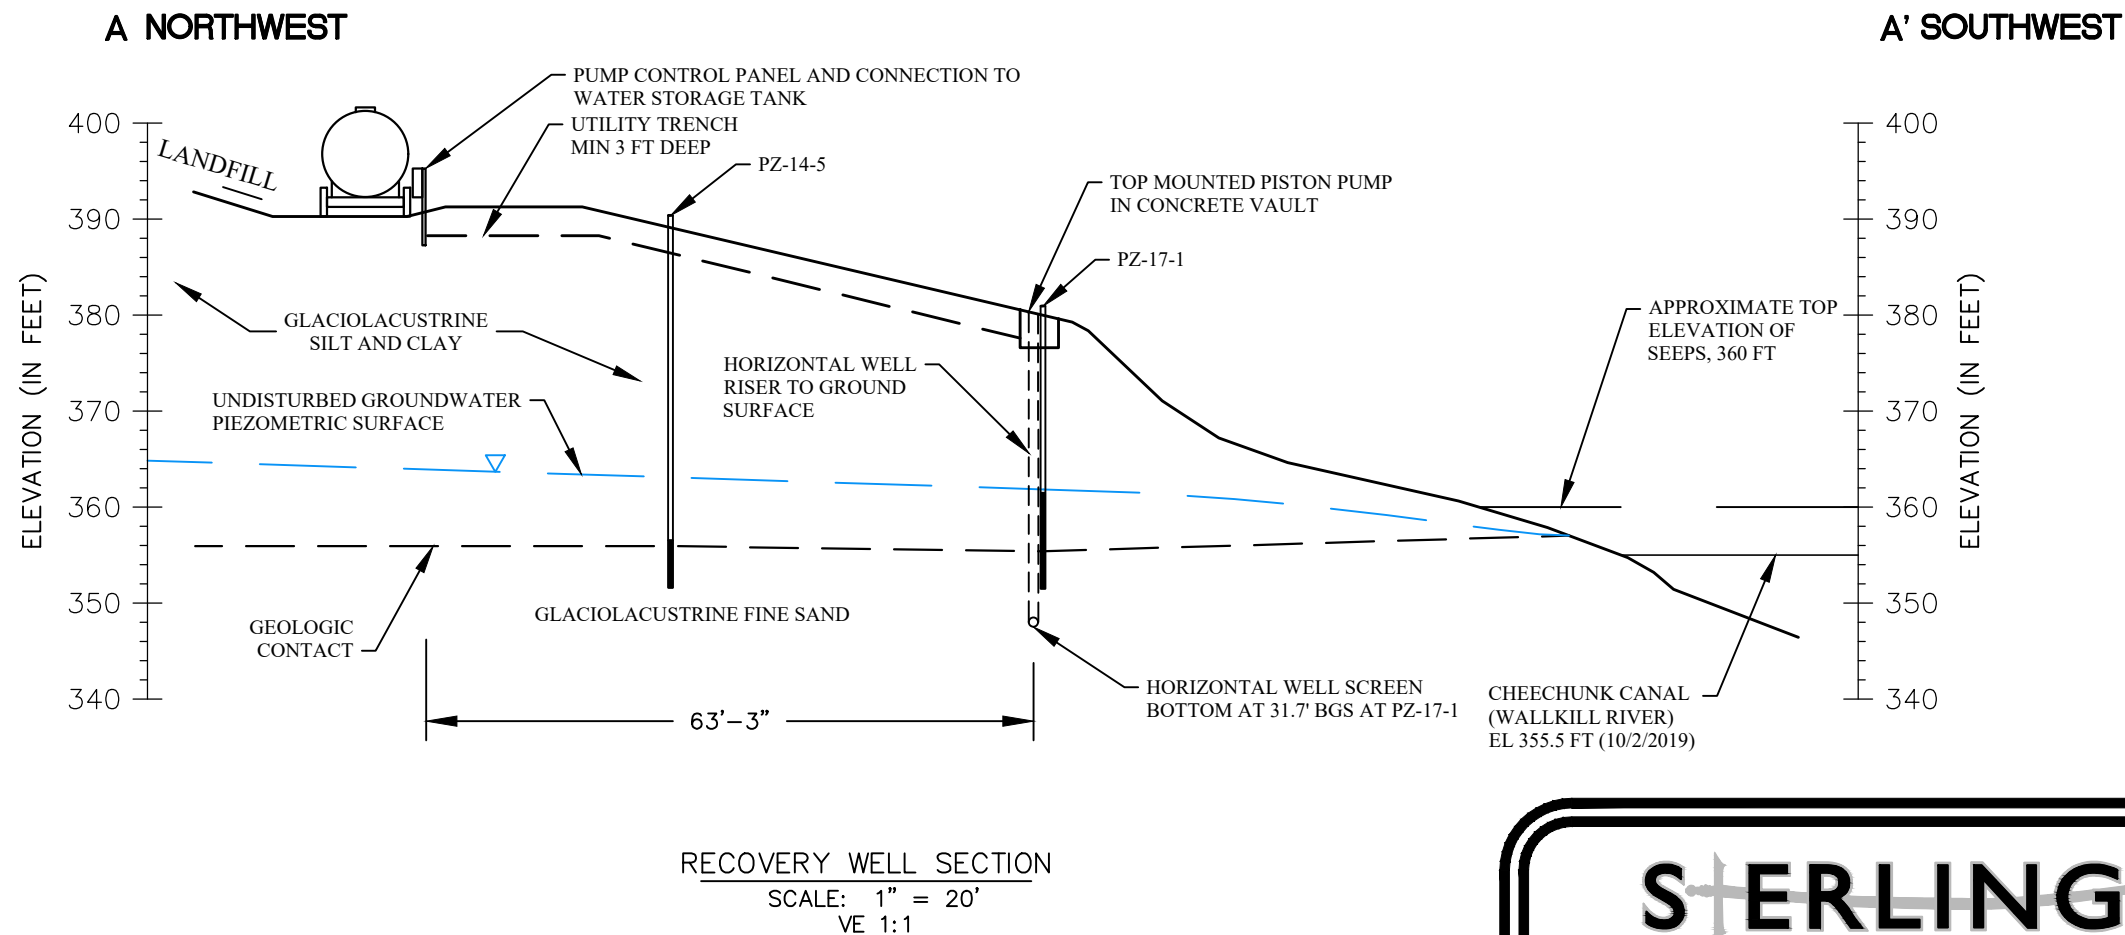 A NORTHWEST
A' SOUTHWEST
PUMP CONTROL PANEL AND CONNECTION TO
WATER STORAGE TANK
UTILITY TRENCH
MIN 3 FT DEEP
PZ-14-5
TOP MOUNTED PISTON PUMP
IN CONCRETE VAULT
PZ-17-1
LANDFILL
400
390
380
370
360
350
340
ELEVATION (IN FEET)
GLACIOLACUSTRINE
SILT AND CLAY
UNDISTURBED GROUNDWATER
PIEZOMETRIC SURFACE
HORIZONTAL WELL
RISER TO GROUND
SURFACE
APPROXIMATE TOP
ELEVATION OF
SEEPS, 360 FT
400
390
380
370
360
350
340
ELEVATION (IN FEET)
GEOLOGIC
CONTACT
GLACIOLACUSTRINE FINE SAND
63'-3"
HORIZONTAL WELL SCREEN
BOTTOM AT 31.7' BGS AT PZ-17-1
CHEECHUNK CANAL
(WALLKILL RIVER)
EL 355.5 FT (10/2/2019)
RECOVERY WELL SECTION
SCALE: 1" = 20'
VE 1:1
STERLING